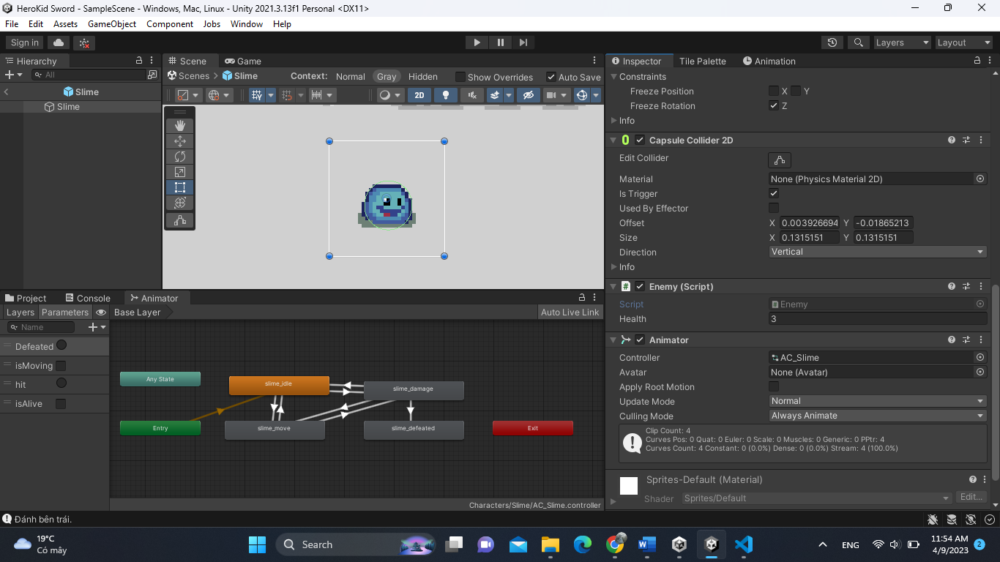 HeroKid Sword - SampleScene - Windows, Mac, Linux - Unity 2021.3.13f1 Personal <DX11>
File Edit Assets GameObject Component Jobs Window Help
Sign in
Layers
Layout
Hierarchy
All
Slime
Slime
Scene Game
Scenes Slime Context: Normal Gray Hidden Show Overrides Auto Save
2D
Inspector Tile Palette Animation
Constraints
Freeze Position X Y
Freeze Rotation Z
Info
Capsule Collider 2D
Edit Collider
Material None (Physics Material 2D)
Is Trigger
Used By Effector
Offset X 0.003926694 Y -0.01865213
Size X 0.1315151 Y 0.1315151
Direction Vertical
Info
Enemy (Script)
Script Enemy
Health 3
Animator
Controller AC_Slime
Avatar None (Avatar)
Apply Root Motion
Update Mode Normal
Culling Mode Always Animate
Clip Count: 4
Curves Pos: 0 Quat: 0 Euler: 0 Scale: 0 Muscles: 0 Generic: 0 PPtr: 4
Curves Count: 4 Constant: 0 (0.0%) Dense: 0 (0.0%) Stream: 4 (100.0%)
Sprites-Default (Material)
Shader Sprites/Default Edit...
Project Console Animator
Layers Parameters Base Layer Auto Live Link
Name
Defeated
isMoving
hit
isAlive
Any State
slime_idle
slime_damage
Entry
slime_move
slime_defeated
Exit
Characters/Slime/AC_Slime.controller
Đánh bên trái.
19°C
Có mây
Search
ENG
11:54 AM
4/9/2023
2